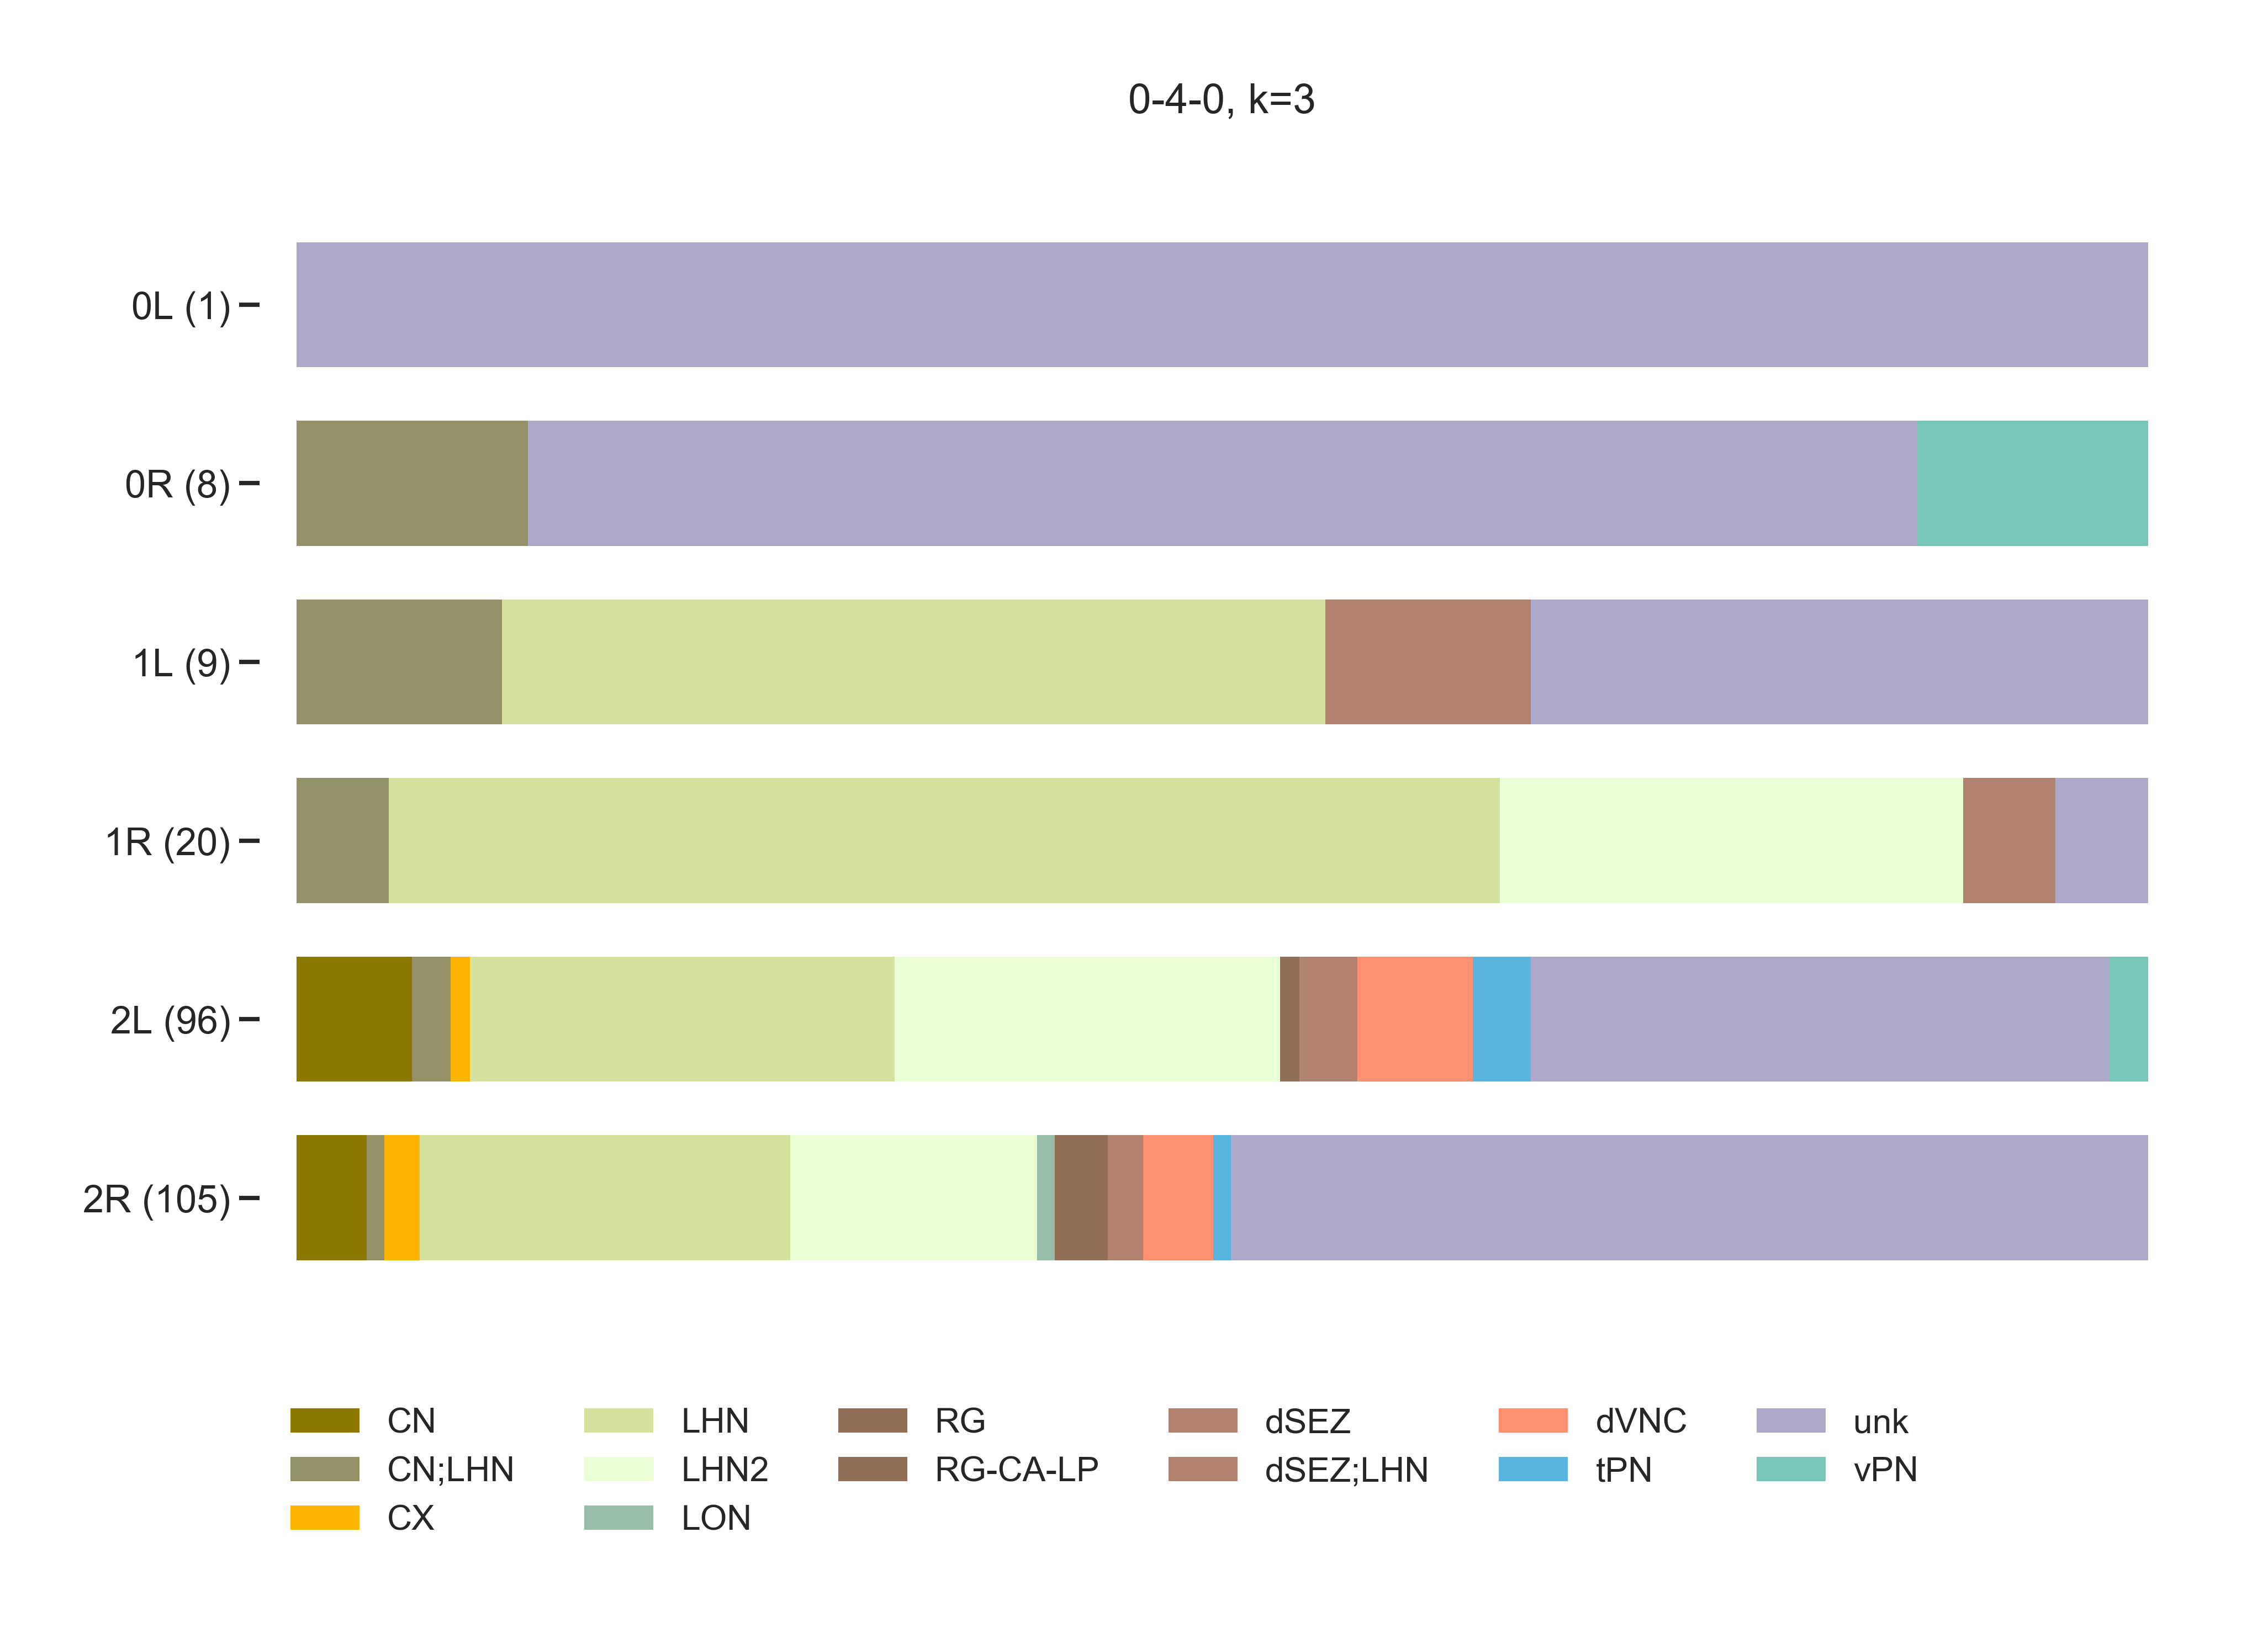 0-4-0, k=3
0L (1)
0R (8)
1L (9)
1R (20)
2L (96)
2R (105)
CN LHN RG dSEZ dVNC unk
CN;LHN LHN2 RG-CA-LP dSEZ;LHN tPN vPN
CX LON